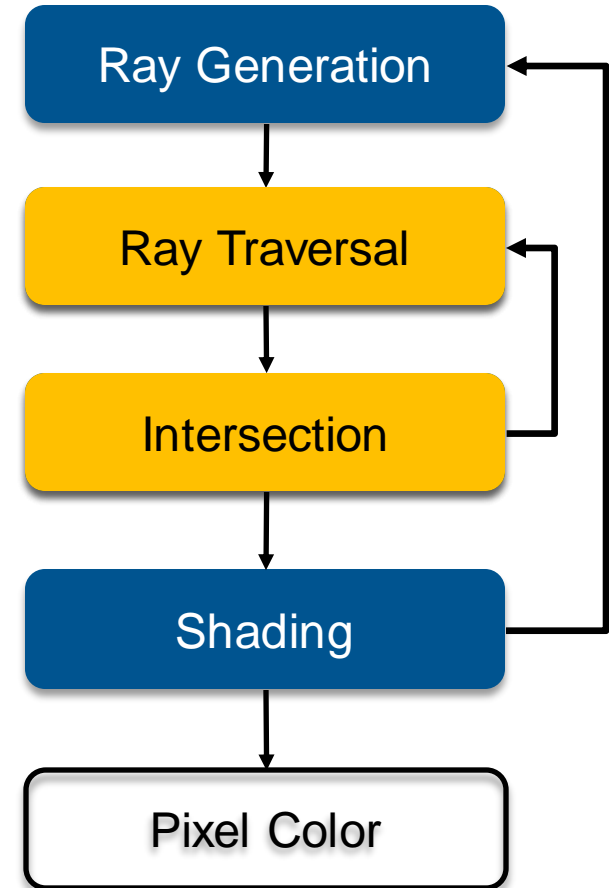 Ray Generation
Ray Traversal
Intersection
Shading
Pixel Color